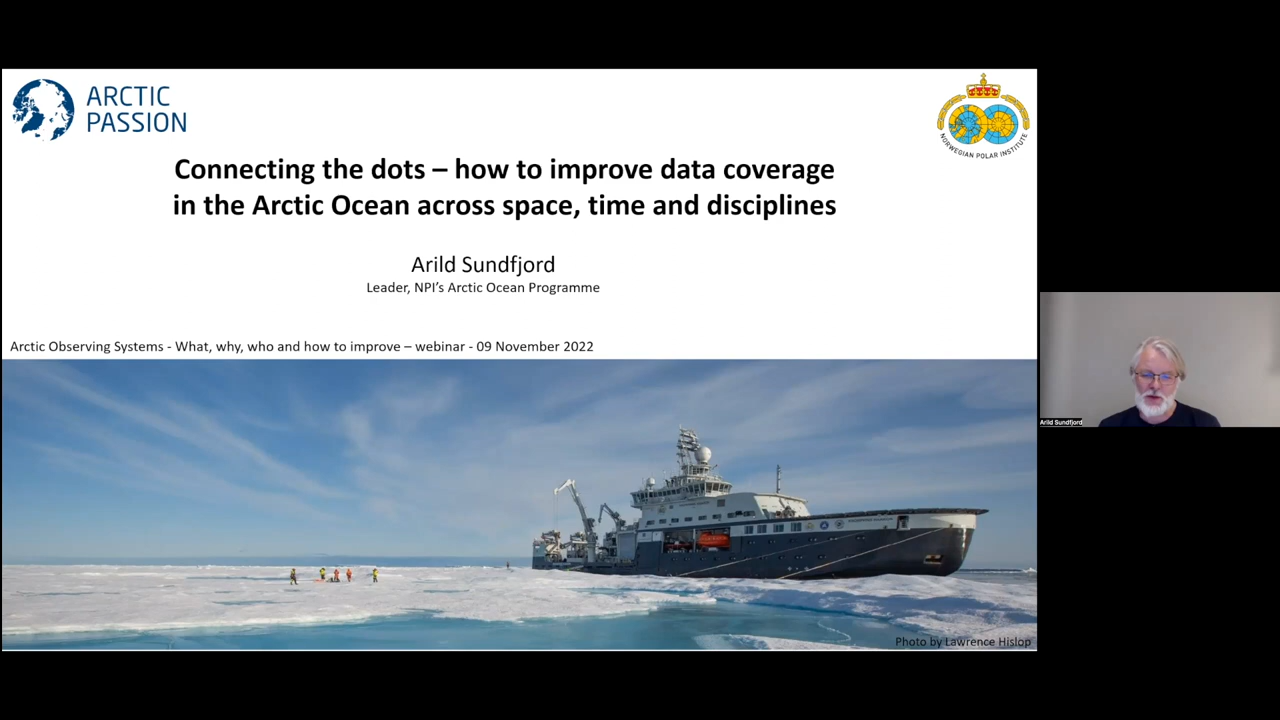 ARCTIC
PASSION
NORWEGIAN POLAR INSTITUTE
Connecting the dots – how to improve data coverage
in the Arctic Ocean across space, time and disciplines
Arild Sundfjord
Leader, NPI's Arctic Ocean Programme
Arctic Observing Systems - What, why, who and how to improve – webinar - 09 November 2022
Photo by Lawrence Hislop
Arild Sundfjord